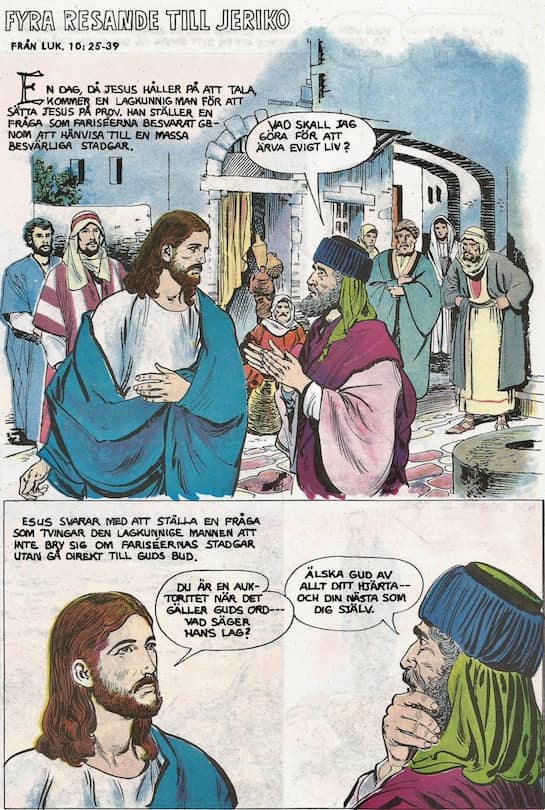 FYRA RESANDE TILL JERIKO
FRÅN LUK. 10: 25-39
EN DAG, DÅ JESUS HÅLLER PÅ ATT TALA,
KOMMER EN LAGKUNNIG MAN FÖR ATT
SÄTTA JESUS PÅ PROV. HAN STÄLLER EN
FRÅGA SOM FARISÉERNA BESVARAT GE-
NOM ATT HÄNVISA TILL EN MASSA
BESVÄRLIGA STADGAR.
VAD SKALL JAG
GÖRA FÖR ATT
ÄRVA EVIGT LIV?
ESUS SVARAR MED ATT STÄLLA EN FRÅGA
SOM TVINGAR DEN LAGKUNNIGE MANNEN ATT
INTE BRY SIG OM FARISÉERNAS STADGAR
UTAN GÅ DIREKT TILL GUDS BUD.
DU ÄR EN AUK-
TORITET NÄR DET
GÄLLER GUDS ORD---
VAD SÄGER
HANS LAG?
ÄLSKA GUD AV
ALLT DITT HJÄRTA---
OCH DIN NÄSTA SOM
DIG SJÄLV.